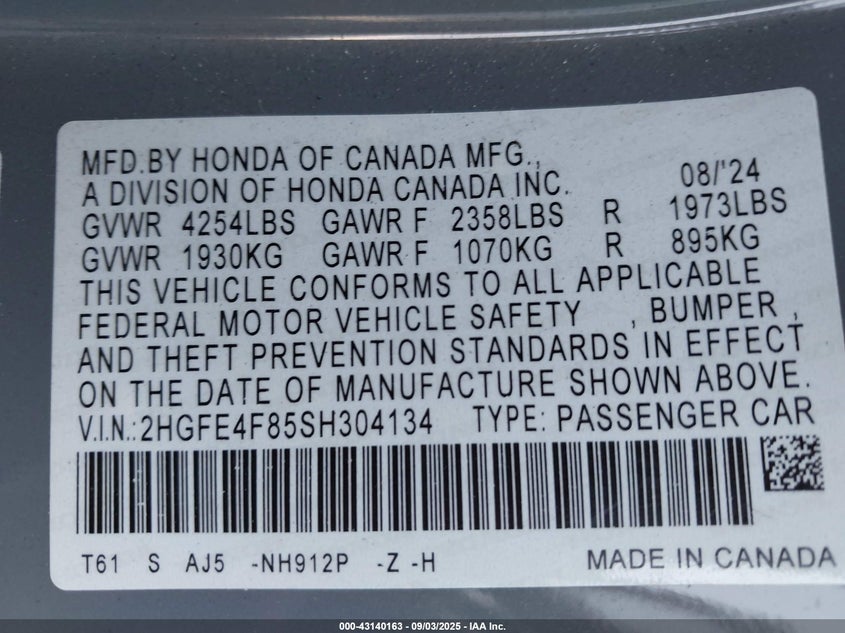 MFD.BY HONDA OF CANADA MFG.,
A DIVISION OF HONDA CANADA INC. 08/'24
GVWR 4254LBS GAWR F 2358LBS R 1973LBS
GVWR 1930KG GAWR F 1070KG R 895KG
THIS VEHICLE CONFORMS TO ALL APPLICABLE
FEDERAL MOTOR VEHICLE SAFETY , BUMPER ,
AND THEFT PREVENTION STANDARDS IN EFFECT
ON THE DATE OF MANUFACTURE SHOWN ABOVE.
V.I.N.:2HGFE4F85SH304134 TYPE: PASSENGER CAR
T61 S AJ5 -NH912P -Z -H MADE IN CANADA
000-43140163 - 09/03/2025 - IAA Inc.